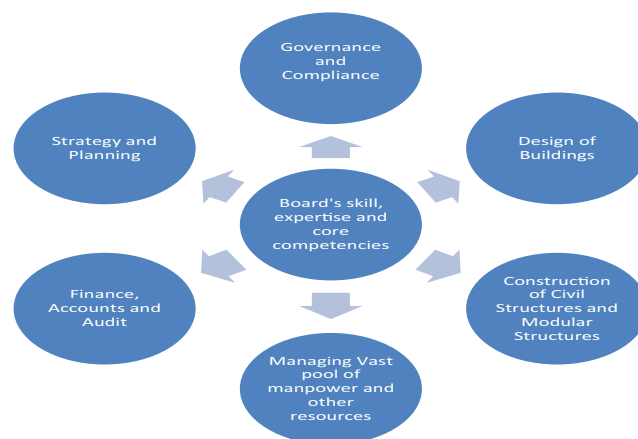 Governance
and
Compliance
Strategy and
Planning
Design of
Buildings
Board's skill,
expertise and
core
competencies
Finance,
Accounts and
Audit
Construction
of Civil
Structures and
Modular
Structures
Managing Vast
pool of
manpower and
other
resources